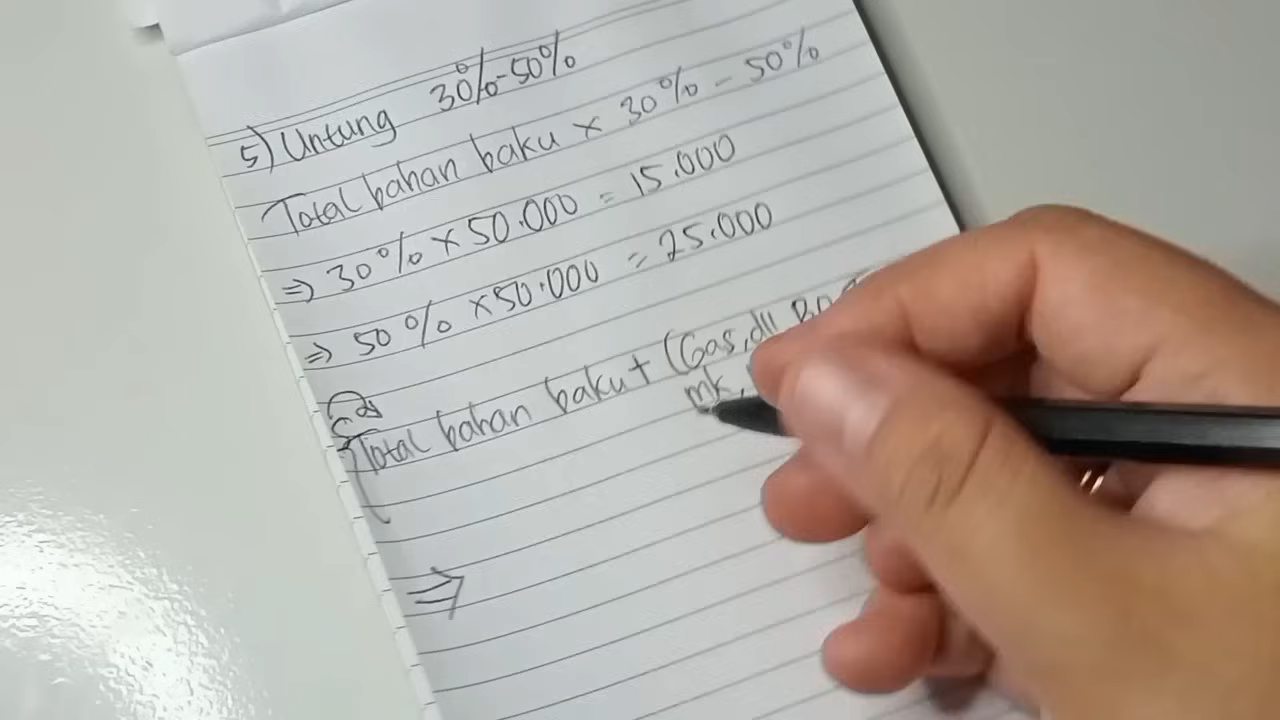 5) Untung 30%-50%
Total bahan baku x 30% - 50%
⇒ 30% x 50.000 = 15.000
⇒ 50% x 50.000 = 25.000
Total bahan baku + (Gas, dll
mk,
⇒